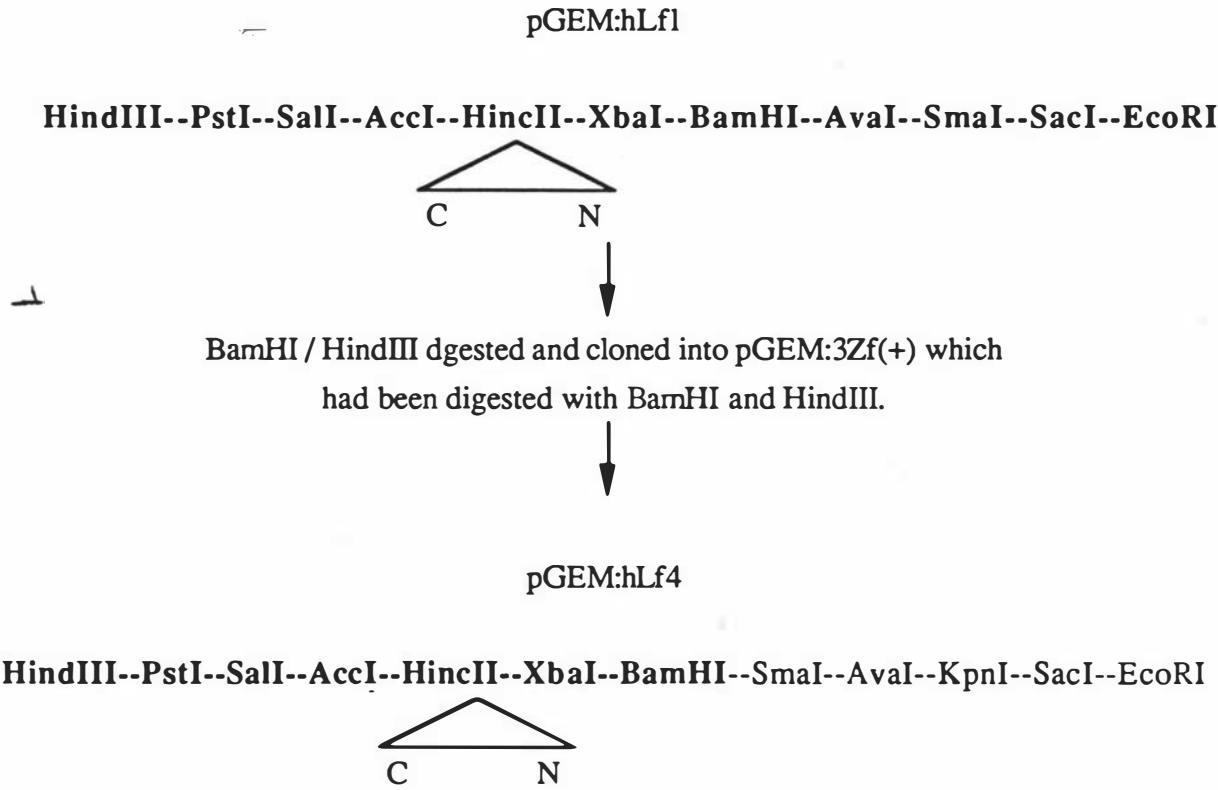 pGEM:hLf1
HindIII--PstI--SalI--AccI--HincII--XbaI--BamHI--AvaI--SmaI--SacI--EcoRI
C N
BamHI / HindIII dgested and cloned into pGEM:3Zf(+) which
had been digested with BamHI and HindIII.
pGEM:hLf4
HindIII--PstI--SalI--AccI--HincII--XbaI--BamHI--SmaI--AvaI--KpnI--SacI--EcoRI
C N